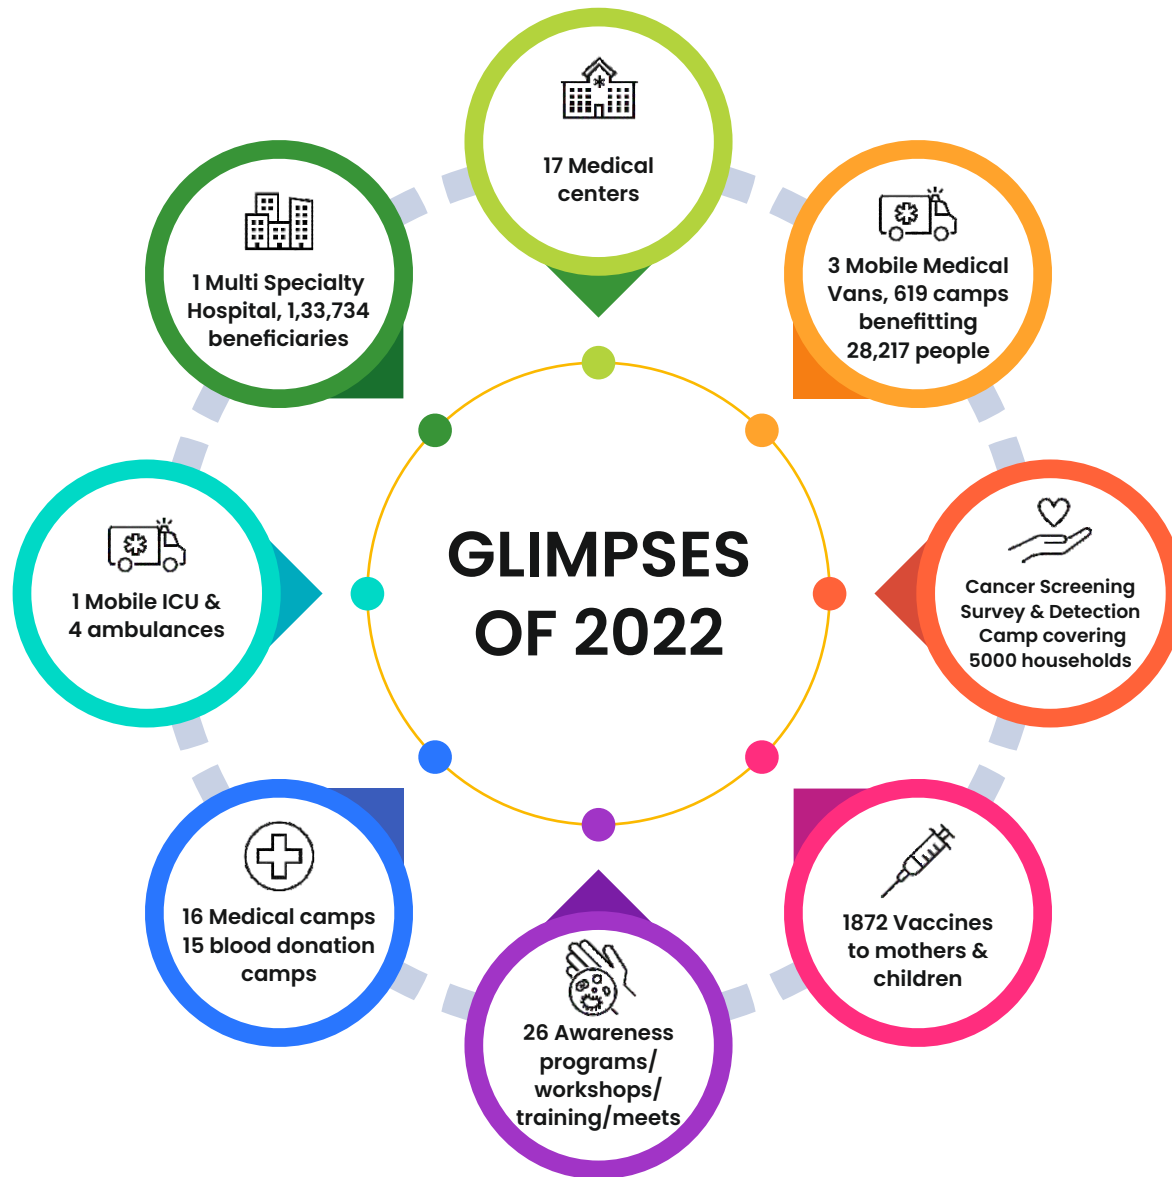 17 Medical
centers
3 Mobile Medical
Vans, 619 camps
benefitting
28,217 people
Cancer Screening
Survey & Detection
Camp covering
5000 households
1872 Vaccines
to mothers &
children
26 Awareness
programs/
workshops/
training/meets
16 Medical camps
15 blood donation
camps
1 Mobile ICU &
4 ambulances
1 Multi Specialty
Hospital, 1,33,734
beneficiaries
GLIMPSES
OF 2022